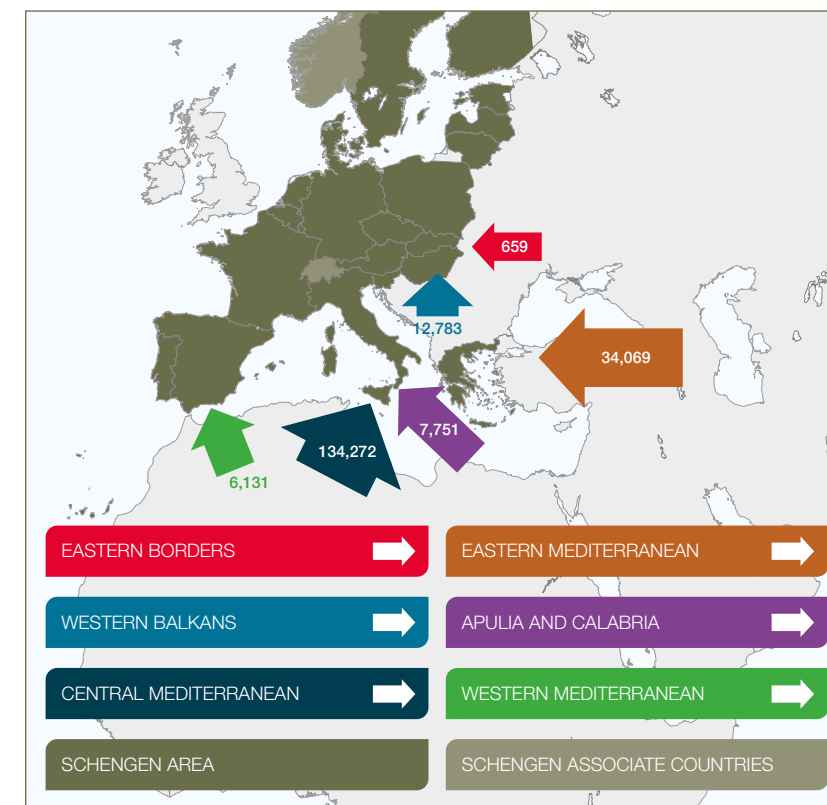 659
12,783
34,069
7,751
134,272
6,131
EASTERN BORDERS
EASTERN MEDITERRANEAN
WESTERN BALKANS
APULIA AND CALABRIA
CENTRAL MEDITERRANEAN
WESTERN MEDITERRANEAN
SCHENGEN AREA
SCHENGEN ASSOCIATE COUNTRIES